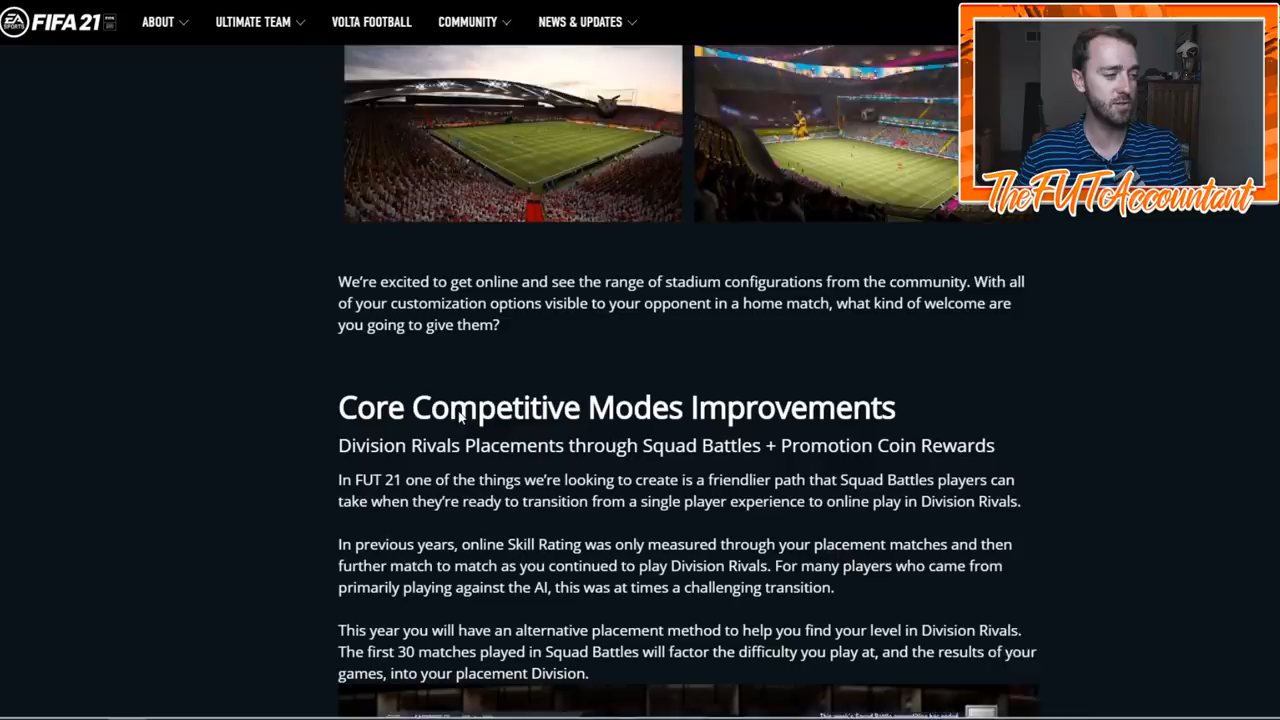 EA SPORTS FIFA 21 ABOUT ULTIMATE TEAM VOLTA FOOTBALL COMMUNITY NEWS & UPDATES
TheFUTAccountant
We're excited to get online and see the range of stadium configurations from the community. With all
of your customization options visible to your opponent in a home match, what kind of welcome are
you going to give them?
Core Competitive Modes Improvements
Division Rivals Placements through Squad Battles + Promotion Coin Rewards
In FUT 21 one of the things we're looking to create is a friendlier path that Squad Battles players can
take when they're ready to transition from a single player experience to online play in Division Rivals.
In previous years, online Skill Rating was only measured through your placement matches and then
further match to match as you continued to play Division Rivals. For many players who came from
primarily playing against the AI, this was at times a challenging transition.
This year you will have an alternative placement method to help you find your level in Division Rivals.
The first 30 matches played in Squad Battles will factor the difficulty you play at, and the results of your
games, into your placement Division.